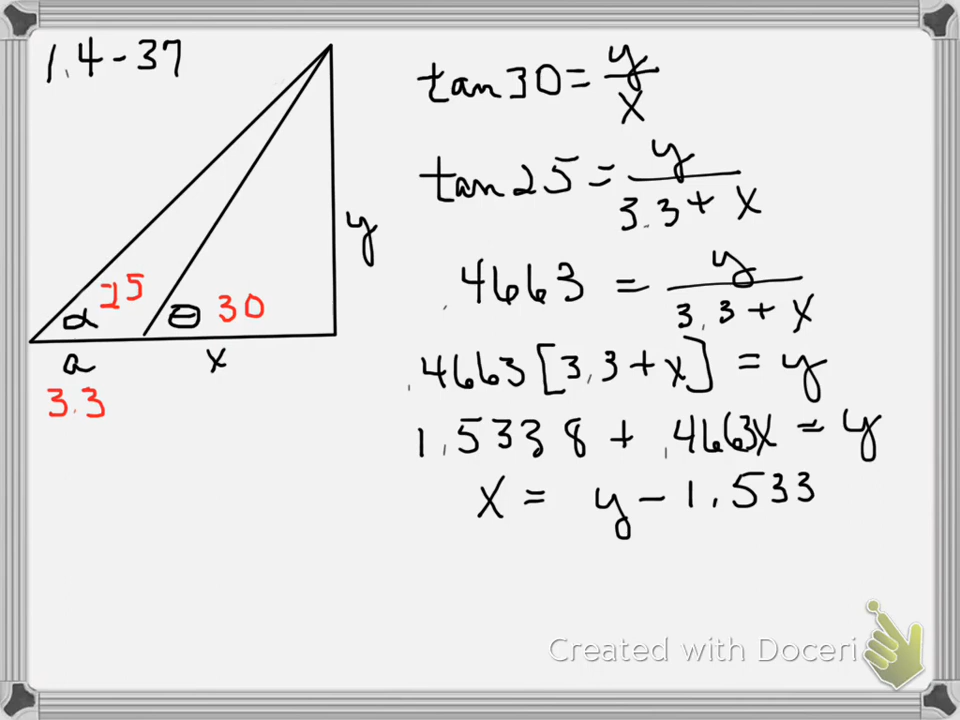 1.4-37
tan30 = y/x
tan25 = y/(3.3 + x)
.4663 = y/(3.3 + x)
.4663[3.3 + x] = y
1.5338 + .4663x = y
x = y - 1.533
y
25
α
θ 30
a
x
3.3
Created with Doceri